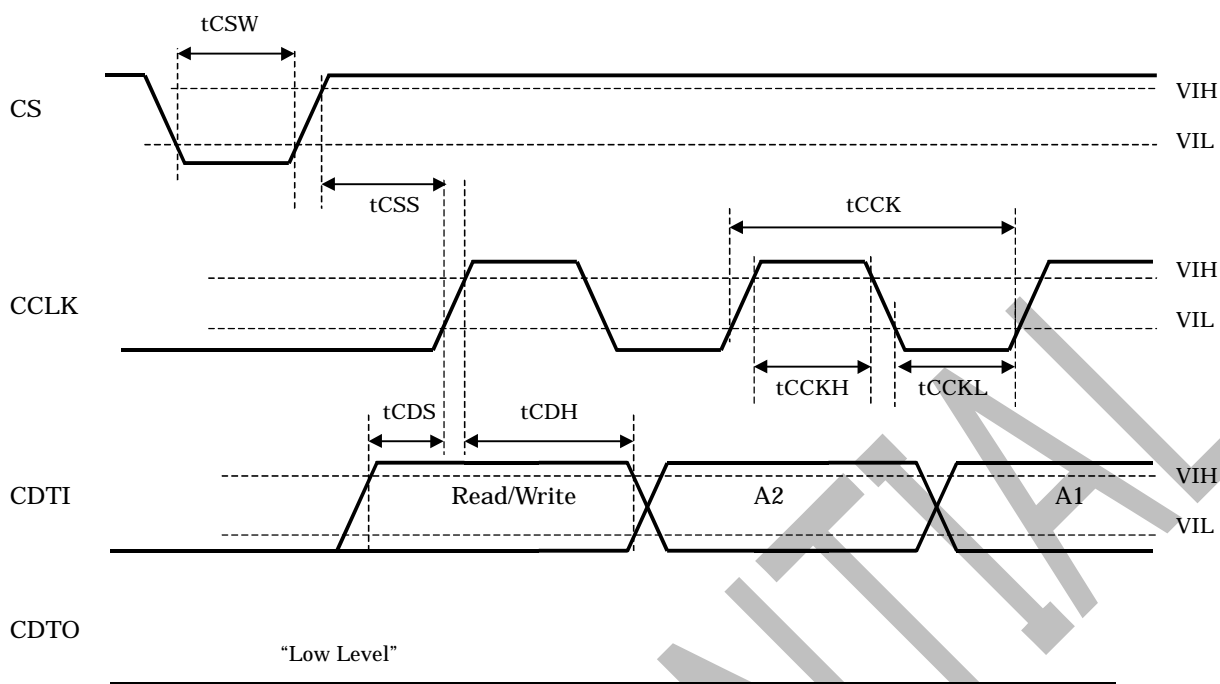 tCSW
CS
VIH
VIL
tCSS
tCCK
CCLK
VIH
VIL
tCCKH
tCCKL
tCDS
tCDH
CDTI
Read/Write
A2
A1
VIH
VIL
CDTO
“Low Level”
NTIAL